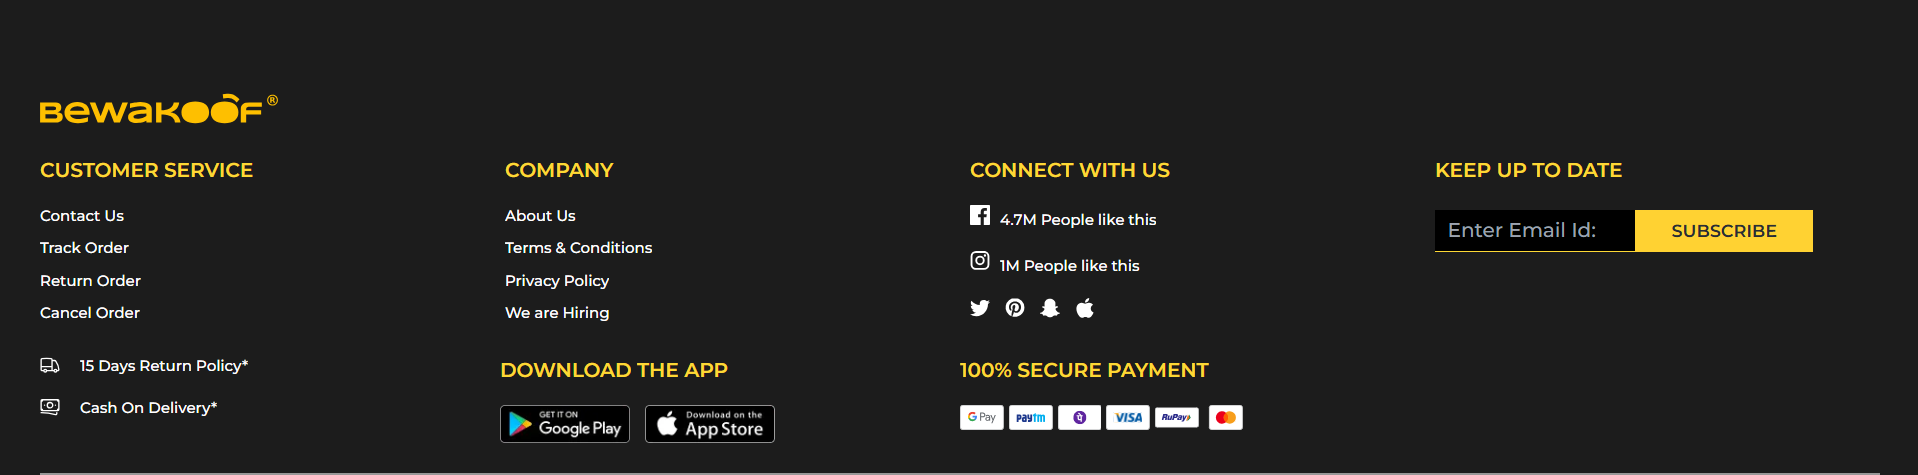 BEWAKOOF®
CUSTOMER SERVICE
Contact Us
Track Order
Return Order
Cancel Order
15 Days Return Policy*
Cash On Delivery*
COMPANY
About Us
Terms & Conditions
Privacy Policy
We are Hiring
DOWNLOAD THE APP
GET IT ON
Google Play
Download on the
App Store
CONNECT WITH US
4.7M People like this
1M People like this
100% SECURE PAYMENT
G Pay
paytm
पे
VISA
RuPay
KEEP UP TO DATE
Enter Email Id:
SUBSCRIBE